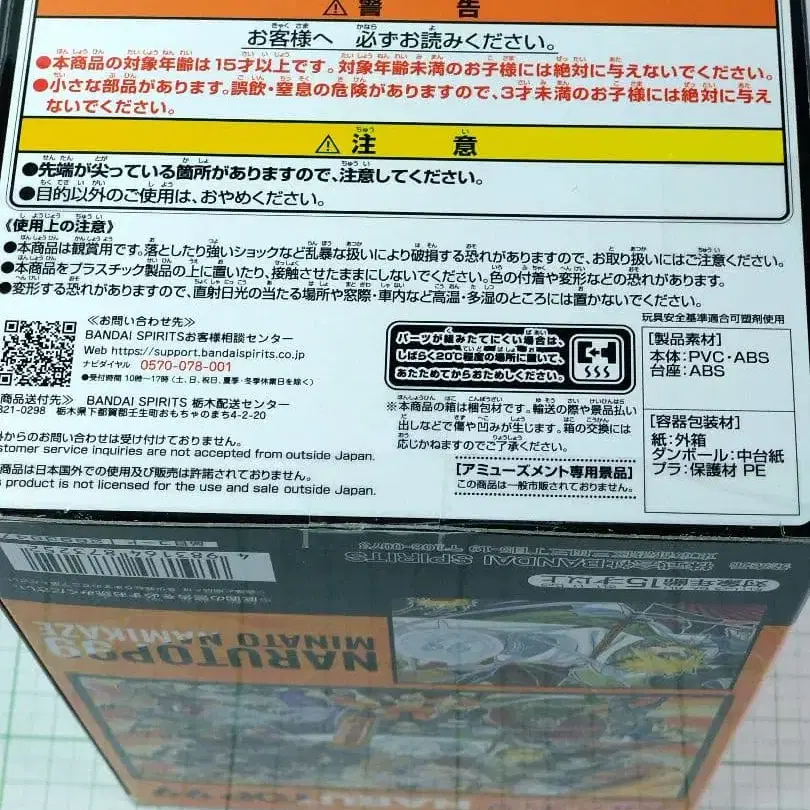 ⚠警告
お客様へ 必ずお読みください。
●本商品の対象年齢は15才以上です。対象年齢未満のお子様には絶対に与えないでください。
●小さな部品があります。誤飲・窒息の危険がありますので、3才未満のお子様には絶対に与え
ないでください。
⚠注意
●先端が尖っている箇所がありますので、注意してください。
●目的以外のご使用は、おやめください。
《使用上の注意》
●本商品は観賞用です。落としたり強いショックなど乱暴な扱いにより破損する恐れがありますので、お取り扱いにはご注意ください。
●本商品をプラスチック製品の上に置いたり、接触させたままにしないでください。色の付着や変形などの恐れがあります。
●変形する恐れがありますので、直射日光の当たる場所や窓際・車内など高温・多湿のところには置かないでください。
玩具安全基準適合可塑剤使用
≪お問い合わせ先≫
BANDAI SPIRITSお客様相談センター
Web https://support.bandaispirits.co.jp
ナビダイヤル 0570-078-001
●受付時間 10時〜17時(土、日、祝日、夏季・冬季休業日を除く)
商品送付先≫ BANDAI SPIRITS 栃木配送センター
321-0298 栃木県下都賀郡壬生町おもちゃのまち4-2-20
外からのお問い合わせは受け付けておりません。
stomer service inquiries are not accepted from outside Japan.
商品は日本国外での使用及び販売は許諾されておりません。
s product is not licensed for the use and sale outside Japan.
パーツが組みたてにくい場合は、
しばらく20℃程度の場所に置いて、
あたためてからおためしください。
※本商品の箱は梱包材です。輸送の際や景品払い
出しなどで傷や凹みが生じます。箱の交換には
応じかねますのでご了承ください。
[アミューズメント専用景品]
この商品は一般市販されておりません。
[製品素材]
本体:PVC・ABS
台座:ABS
[容器包装材]
紙:外箱
ダンボール:中台紙
プラ:保護材 PE
4 983164 873252
株式会社BANDAI SPIRITS
対象年齢15才以上
NARUTOP99
MINATO NAMIKAZE